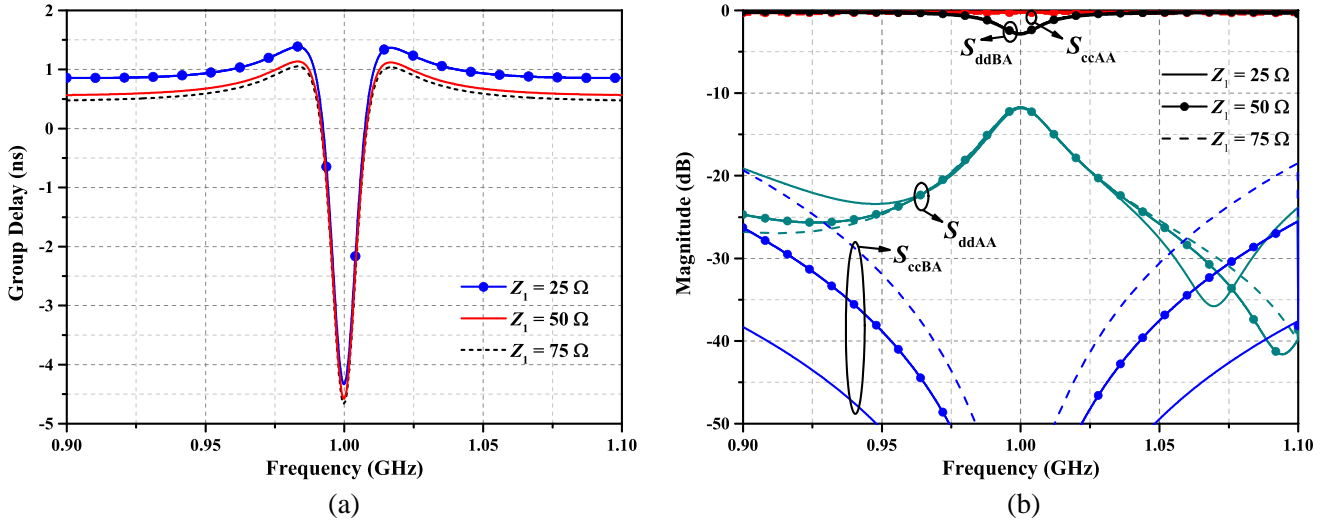 2
1
0
-1
-2
-3
-4
-5
Group Delay (ns)
Z1 = 25 Ω
Z1 = 50 Ω
Z1 = 75 Ω
0.90 0.95 1.00 1.05 1.10
Frequency (GHz)
(a)
0
-10
-20
-30
-40
-50
Magnitude (dB)
SddBA
SccAA
Z1 = 25 Ω
Z1 = 50 Ω
Z1 = 75 Ω
SddAA
SccBA
0.90 0.95 1.00 1.05 1.10
Frequency (GHz)
(b)